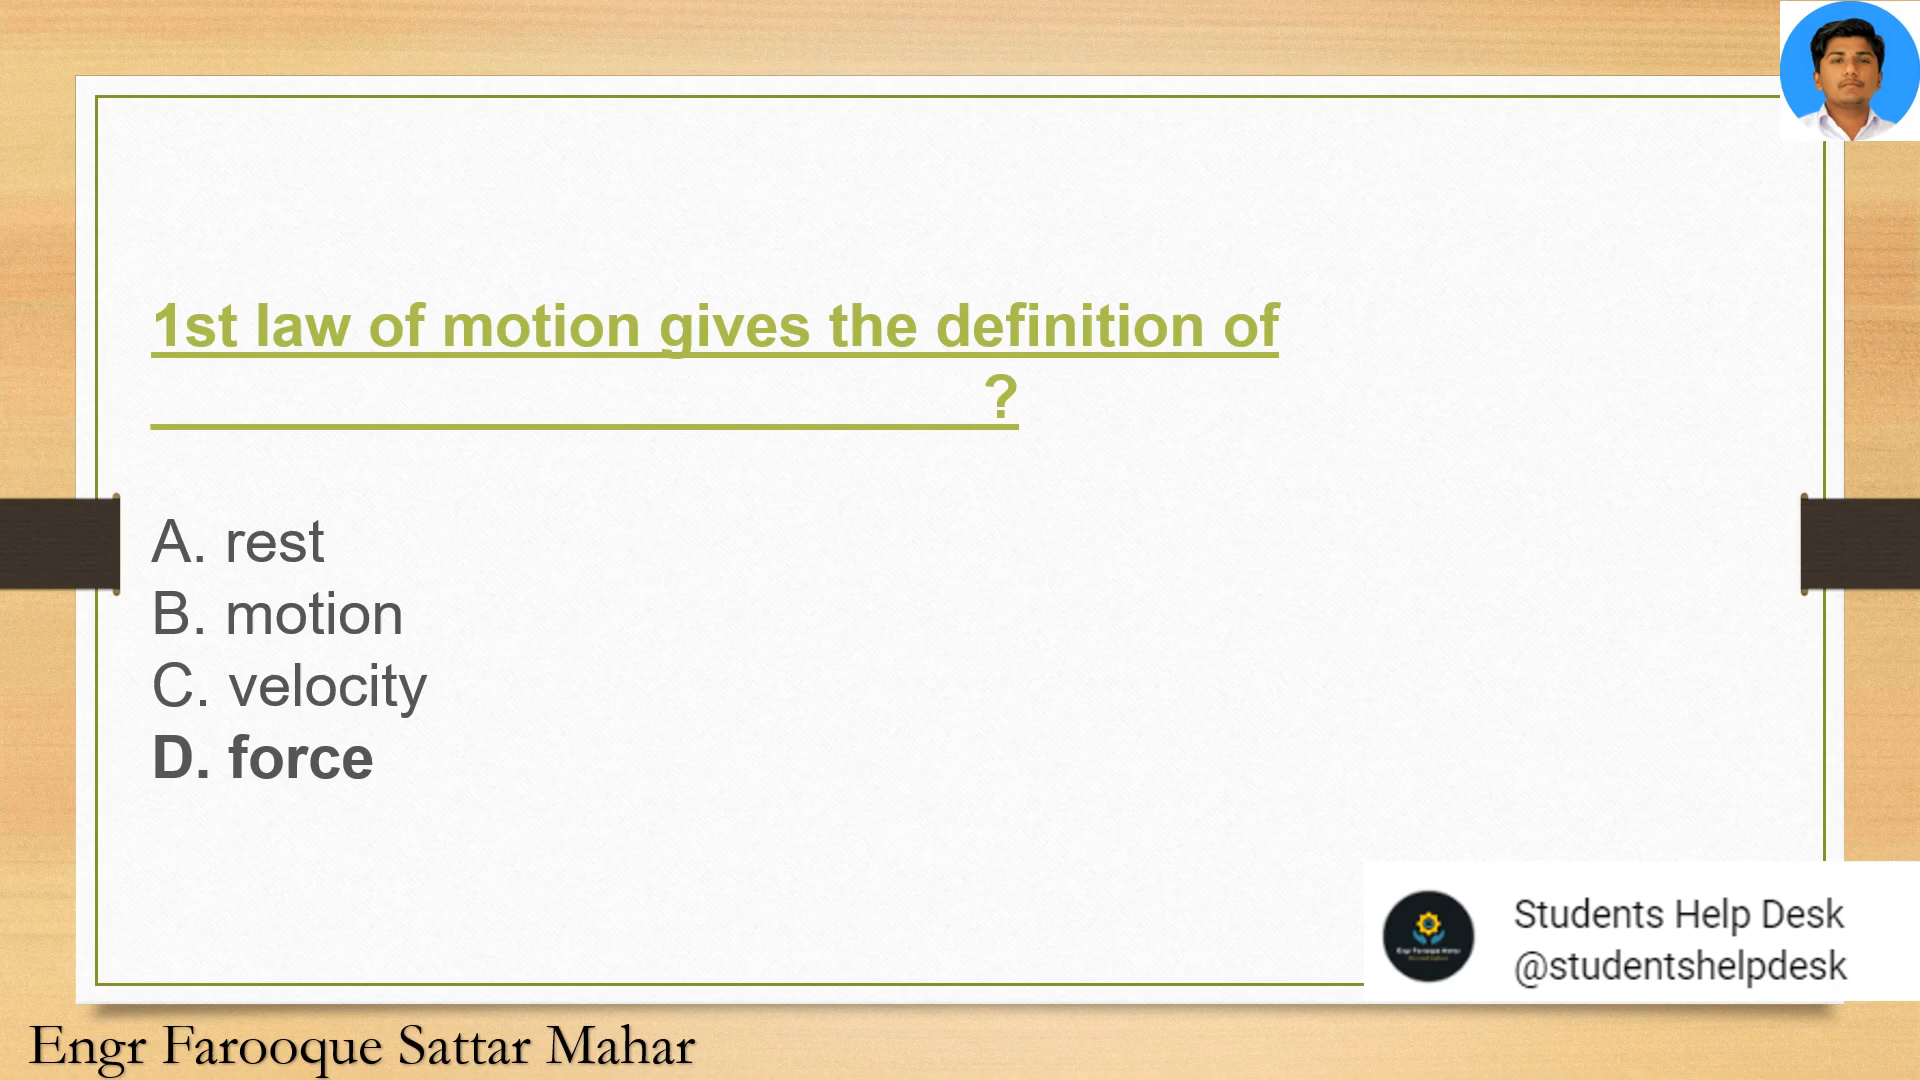 1st law of motion gives the definition of
____________________________?
A. rest
B. motion
C. velocity
D. force
Students Help Desk
@studentshelpdesk
Engr Farooque Sattar Mahar